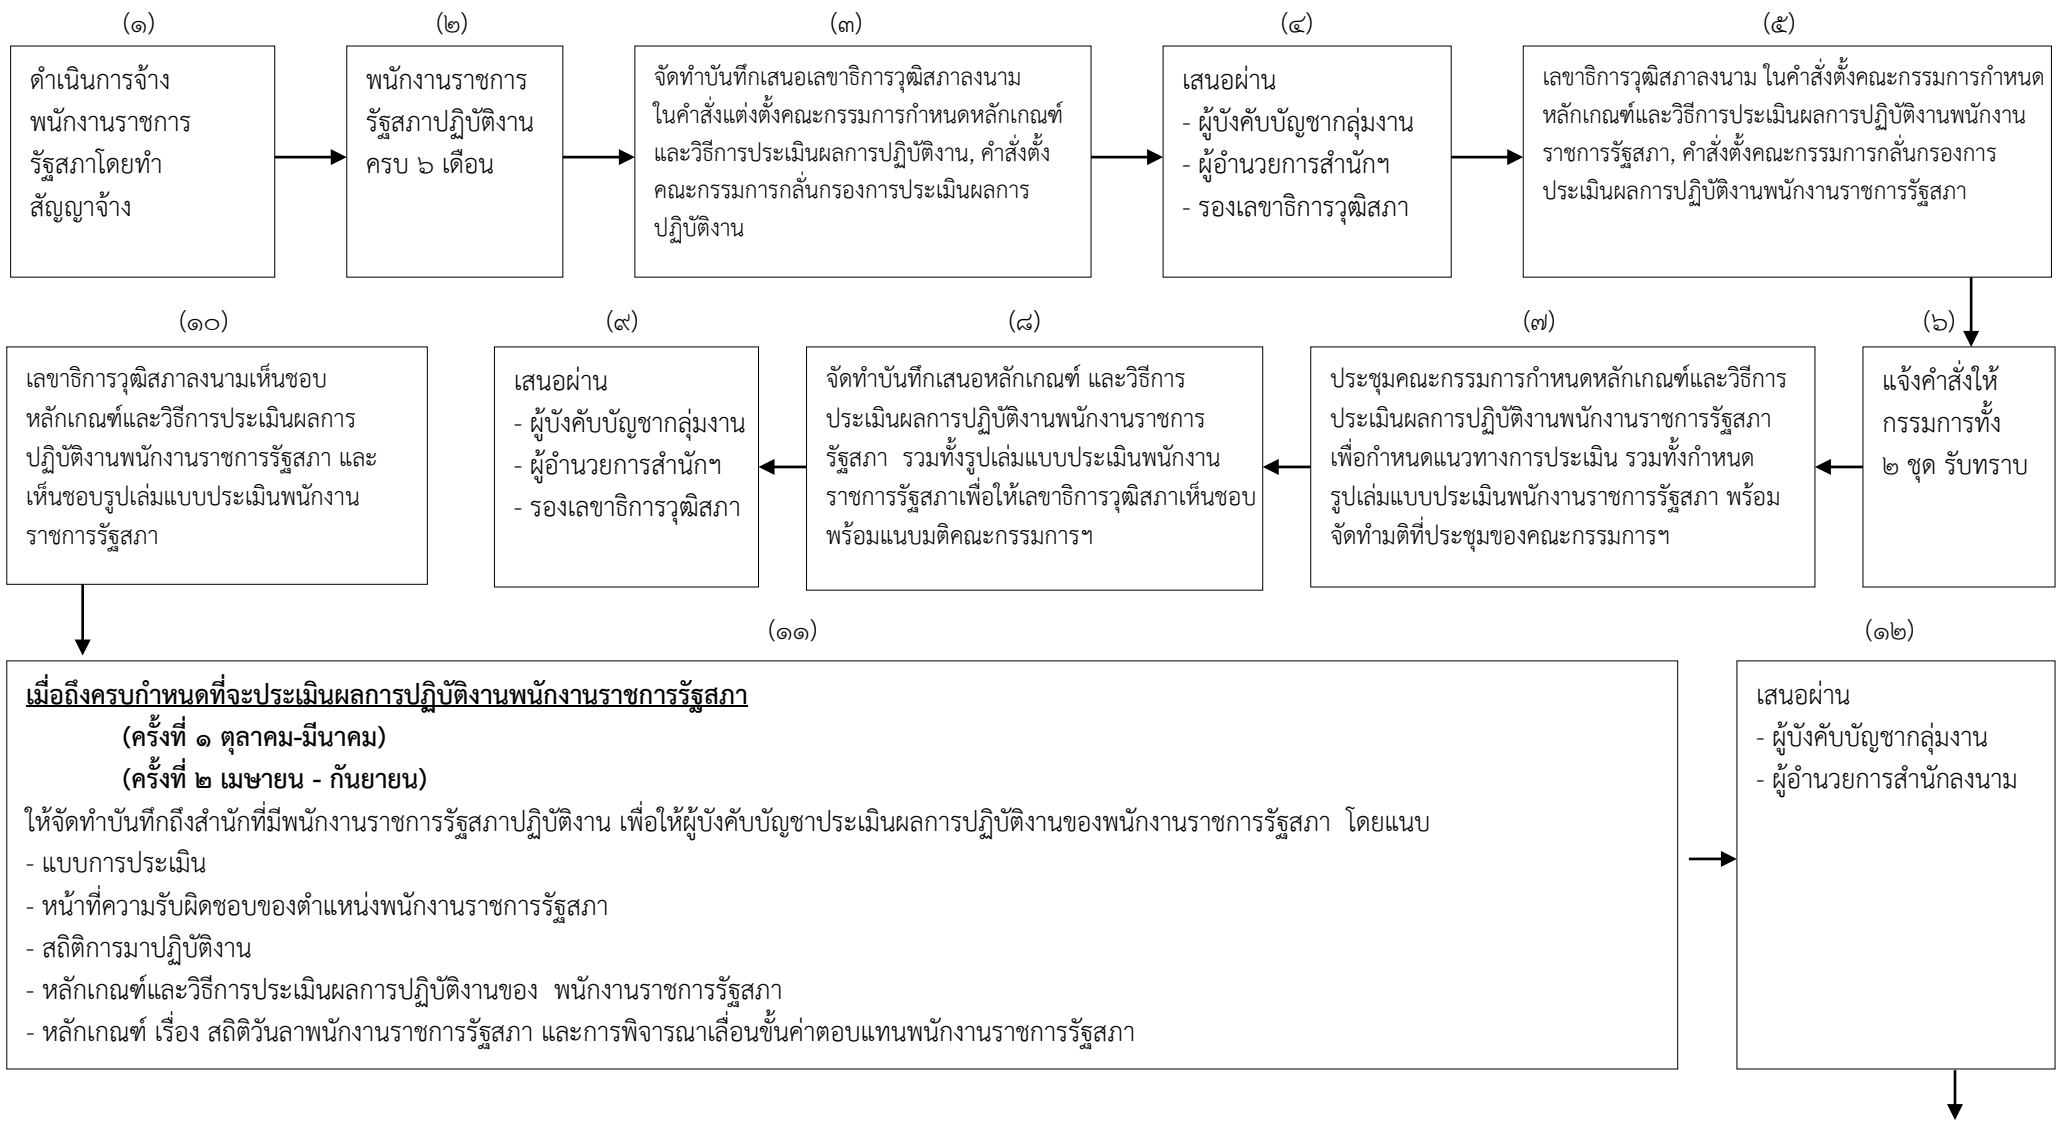 (๑)
ดำเนินการจ้าง
พนักงานราชการ
รัฐสภาโดยทำ
สัญญาจ้าง
(๒)
พนักงานราชการ
รัฐสภาปฏิบัติงาน
ครบ ๖ เดือน
(๓)
จัดทำบันทึกเสนอเลขาธิการวุฒิสภาลงนาม
ในคำสั่งแต่งตั้งคณะกรรมการกำหนดหลักเกณฑ์
และวิธีการประเมินผลการปฏิบัติงาน, คำสั่งตั้ง
คณะกรรมการกลั่นกรองการประเมินผลการ
ปฏิบัติงาน
(๔)
เสนอผ่าน
- ผู้บังคับบัญชากลุ่มงาน
- ผู้อำนวยการสำนักฯ
- รองเลขาธิการวุฒิสภา
(๕)
เลขาธิการวุฒิสภาลงนาม ในคำสั่งตั้งคณะกรรมการกำหนด
หลักเกณฑ์และวิธีการประเมินผลการปฏิบัติงานพนักงาน
ราชการรัฐสภา, คำสั่งตั้งคณะกรรมการกลั่นกรองการ
ประเมินผลการปฏิบัติงานพนักงานราชการรัฐสภา
(๖)
แจ้งคำสั่งให้
กรรมการทั้ง
๒ ชุด รับทราบ
(๗)
ประชุมคณะกรรมการกำหนดหลักเกณฑ์และวิธีการ
ประเมินผลการปฏิบัติงานพนักงานราชการรัฐสภา
เพื่อกำหนดแนวทางการประเมิน รวมทั้งกำหนด
รูปเล่มแบบประเมินพนักงานราชการรัฐสภา พร้อม
จัดทำมติที่ประชุมของคณะกรรมการฯ
(๘)
จัดทำบันทึกเสนอหลักเกณฑ์ และวิธีการ
ประเมินผลการปฏิบัติงานพนักงานราชการ
รัฐสภา  รวมทั้งรูปเล่มแบบประเมินพนักงาน
ราชการรัฐสภาเพื่อให้เลขาธิการวุฒิสภาเห็นชอบ
พร้อมแนบมติคณะกรรมการฯ
(๙)
เสนอผ่าน
- ผู้บังคับบัญชากลุ่มงาน
- ผู้อำนวยการสำนักฯ
- รองเลขาธิการวุฒิสภา
(๑๐)
เลขาธิการวุฒิสภาลงนามเห็นชอบ
หลักเกณฑ์และวิธีการประเมินผลการ
ปฏิบัติงานพนักงานราชการรัฐสภา และ
เห็นชอบรูปเล่มแบบประเมินพนักงาน
ราชการรัฐสภา
(๑๑)
เมื่อถึงครบกำหนดที่จะประเมินผลการปฏิบัติงานพนักงานราชการรัฐสภา
(ครั้งที่ ๑ ตุลาคม-มีนาคม)
(ครั้งที่ ๒ เมษายน - กันยายน)
ให้จัดทำบันทึกถึงสำนักที่มีพนักงานราชการรัฐสภาปฏิบัติงาน เพื่อให้ผู้บังคับบัญชาประเมินผลการปฏิบัติงานของพนักงานราชการรัฐสภา  โดยแนบ
- แบบการประเมิน
- หน้าที่ความรับผิดชอบของตำแหน่งพนักงานราชการรัฐสภา
- สถิติการมาปฏิบัติงาน
- หลักเกณฑ์และวิธีการประเมินผลการปฏิบัติงานของ  พนักงานราชการรัฐสภา
- หลักเกณฑ์ เรื่อง สถิติวันลาพนักงานราชการรัฐสภา และการพิจารณาเลื่อนขั้นค่าตอบแทนพนักงานราชการรัฐสภา
(๑๒)
เสนอผ่าน
- ผู้บังคับบัญชากลุ่มงาน
- ผู้อำนวยการสำนักลงนาม